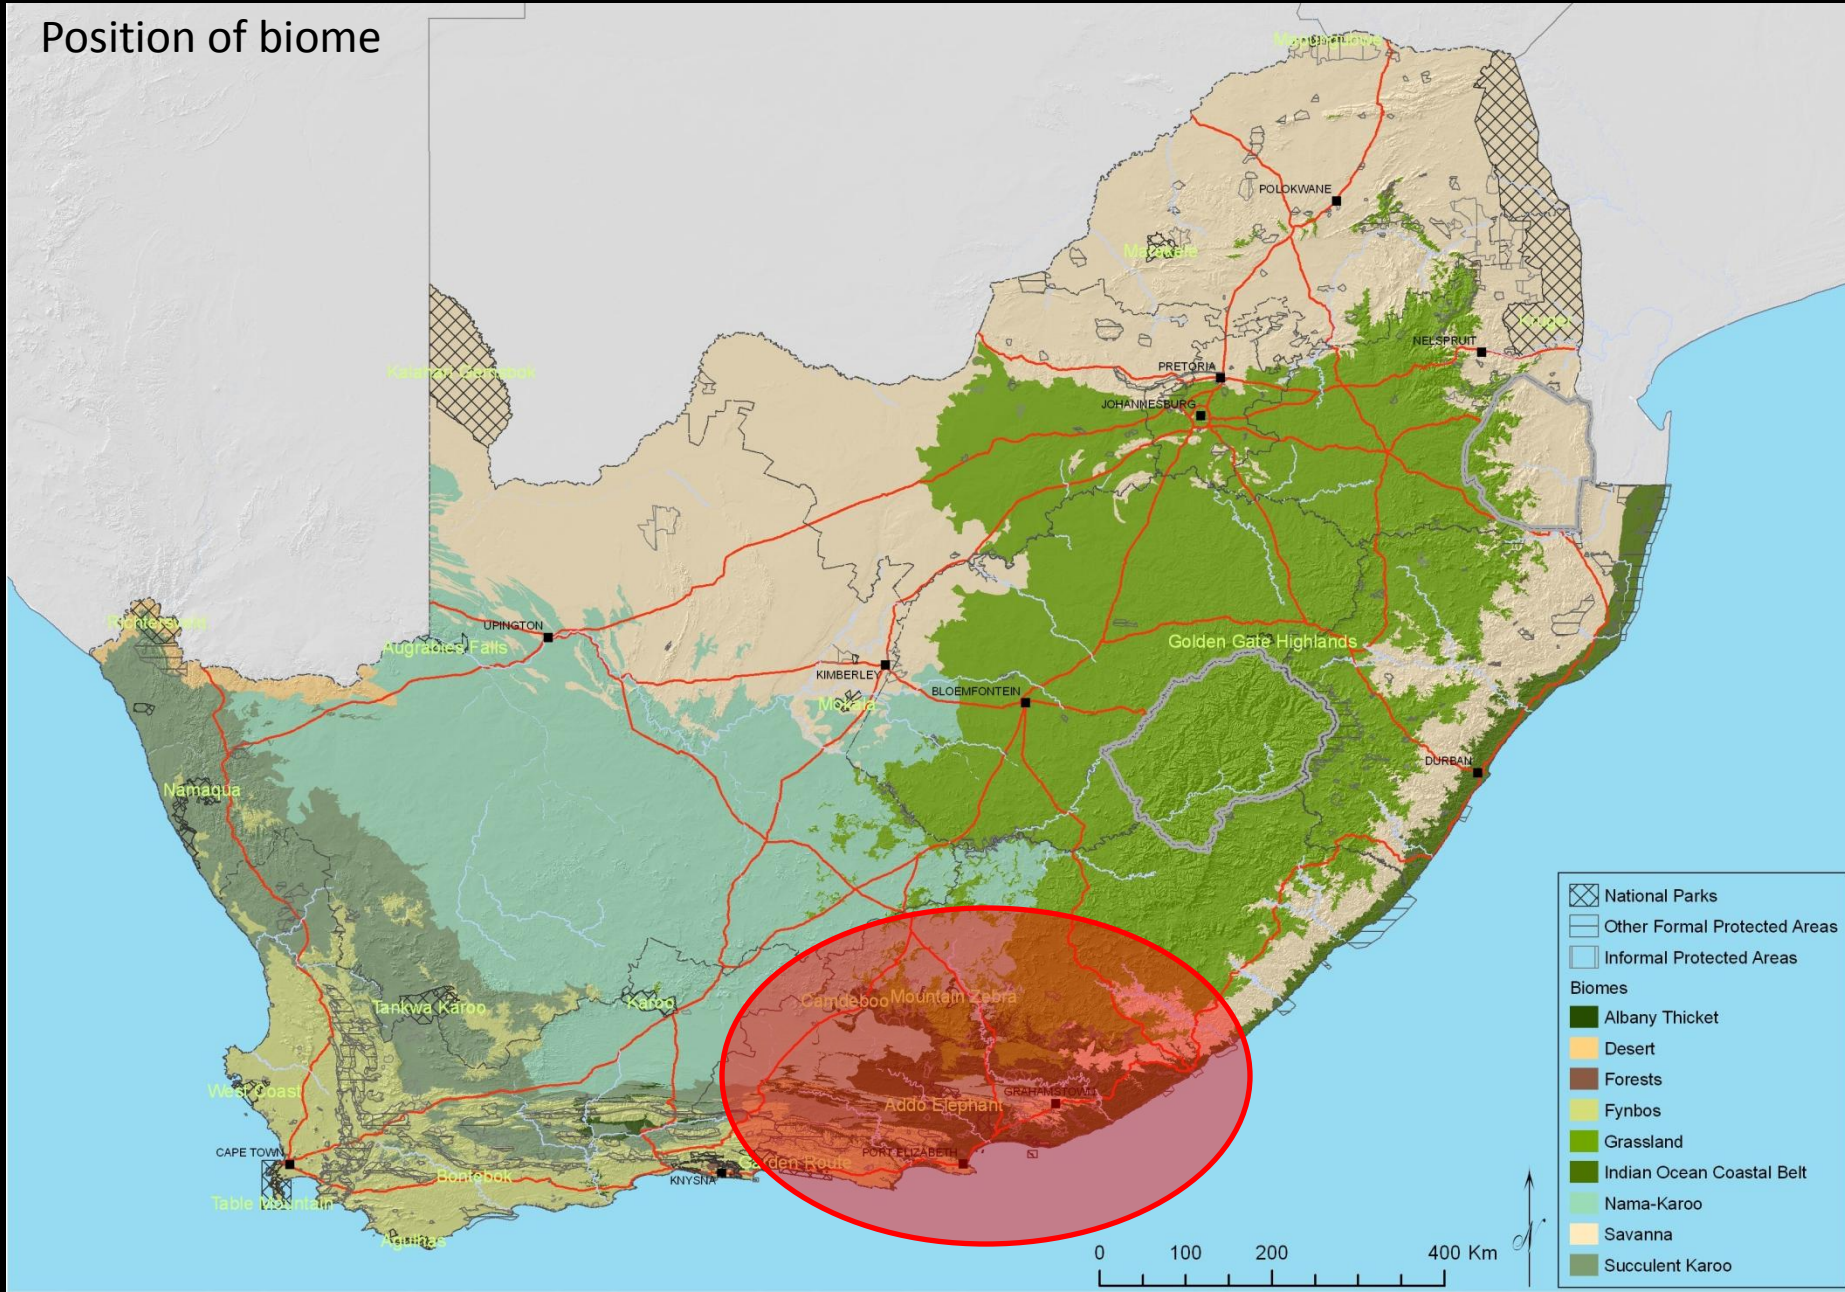 Position of biome
Mapungubwe
POLOKWANE
Marakele
Kruger
NELSPRUIT
PRETORIA
JOHANNESBURG
Kalahari Gemsbok
Richtersveld
UPINGTON
Augrabies Falls
Golden Gate Highlands
KIMBERLEY
BLOEMFONTEIN
Mokala
DURBAN
Namaqua
National Parks
Other Formal Protected Areas
Informal Protected Areas
Biomes
Albany Thicket
Desert
Forests
Fynbos
Grassland
Indian Ocean Coastal Belt
Nama-Karoo
Savanna
Succulent Karoo
Tankwa Karoo
Karoo
Camdeboo
Mountain Zebra
West Coast
Addo Elephant
GRAHAMSTOWN
CAPE TOWN
Garden Route
PORT ELIZABETH
KNYSNA
Bontebok
Table Mountain
Agulhas
N
0 100 200 400 Km